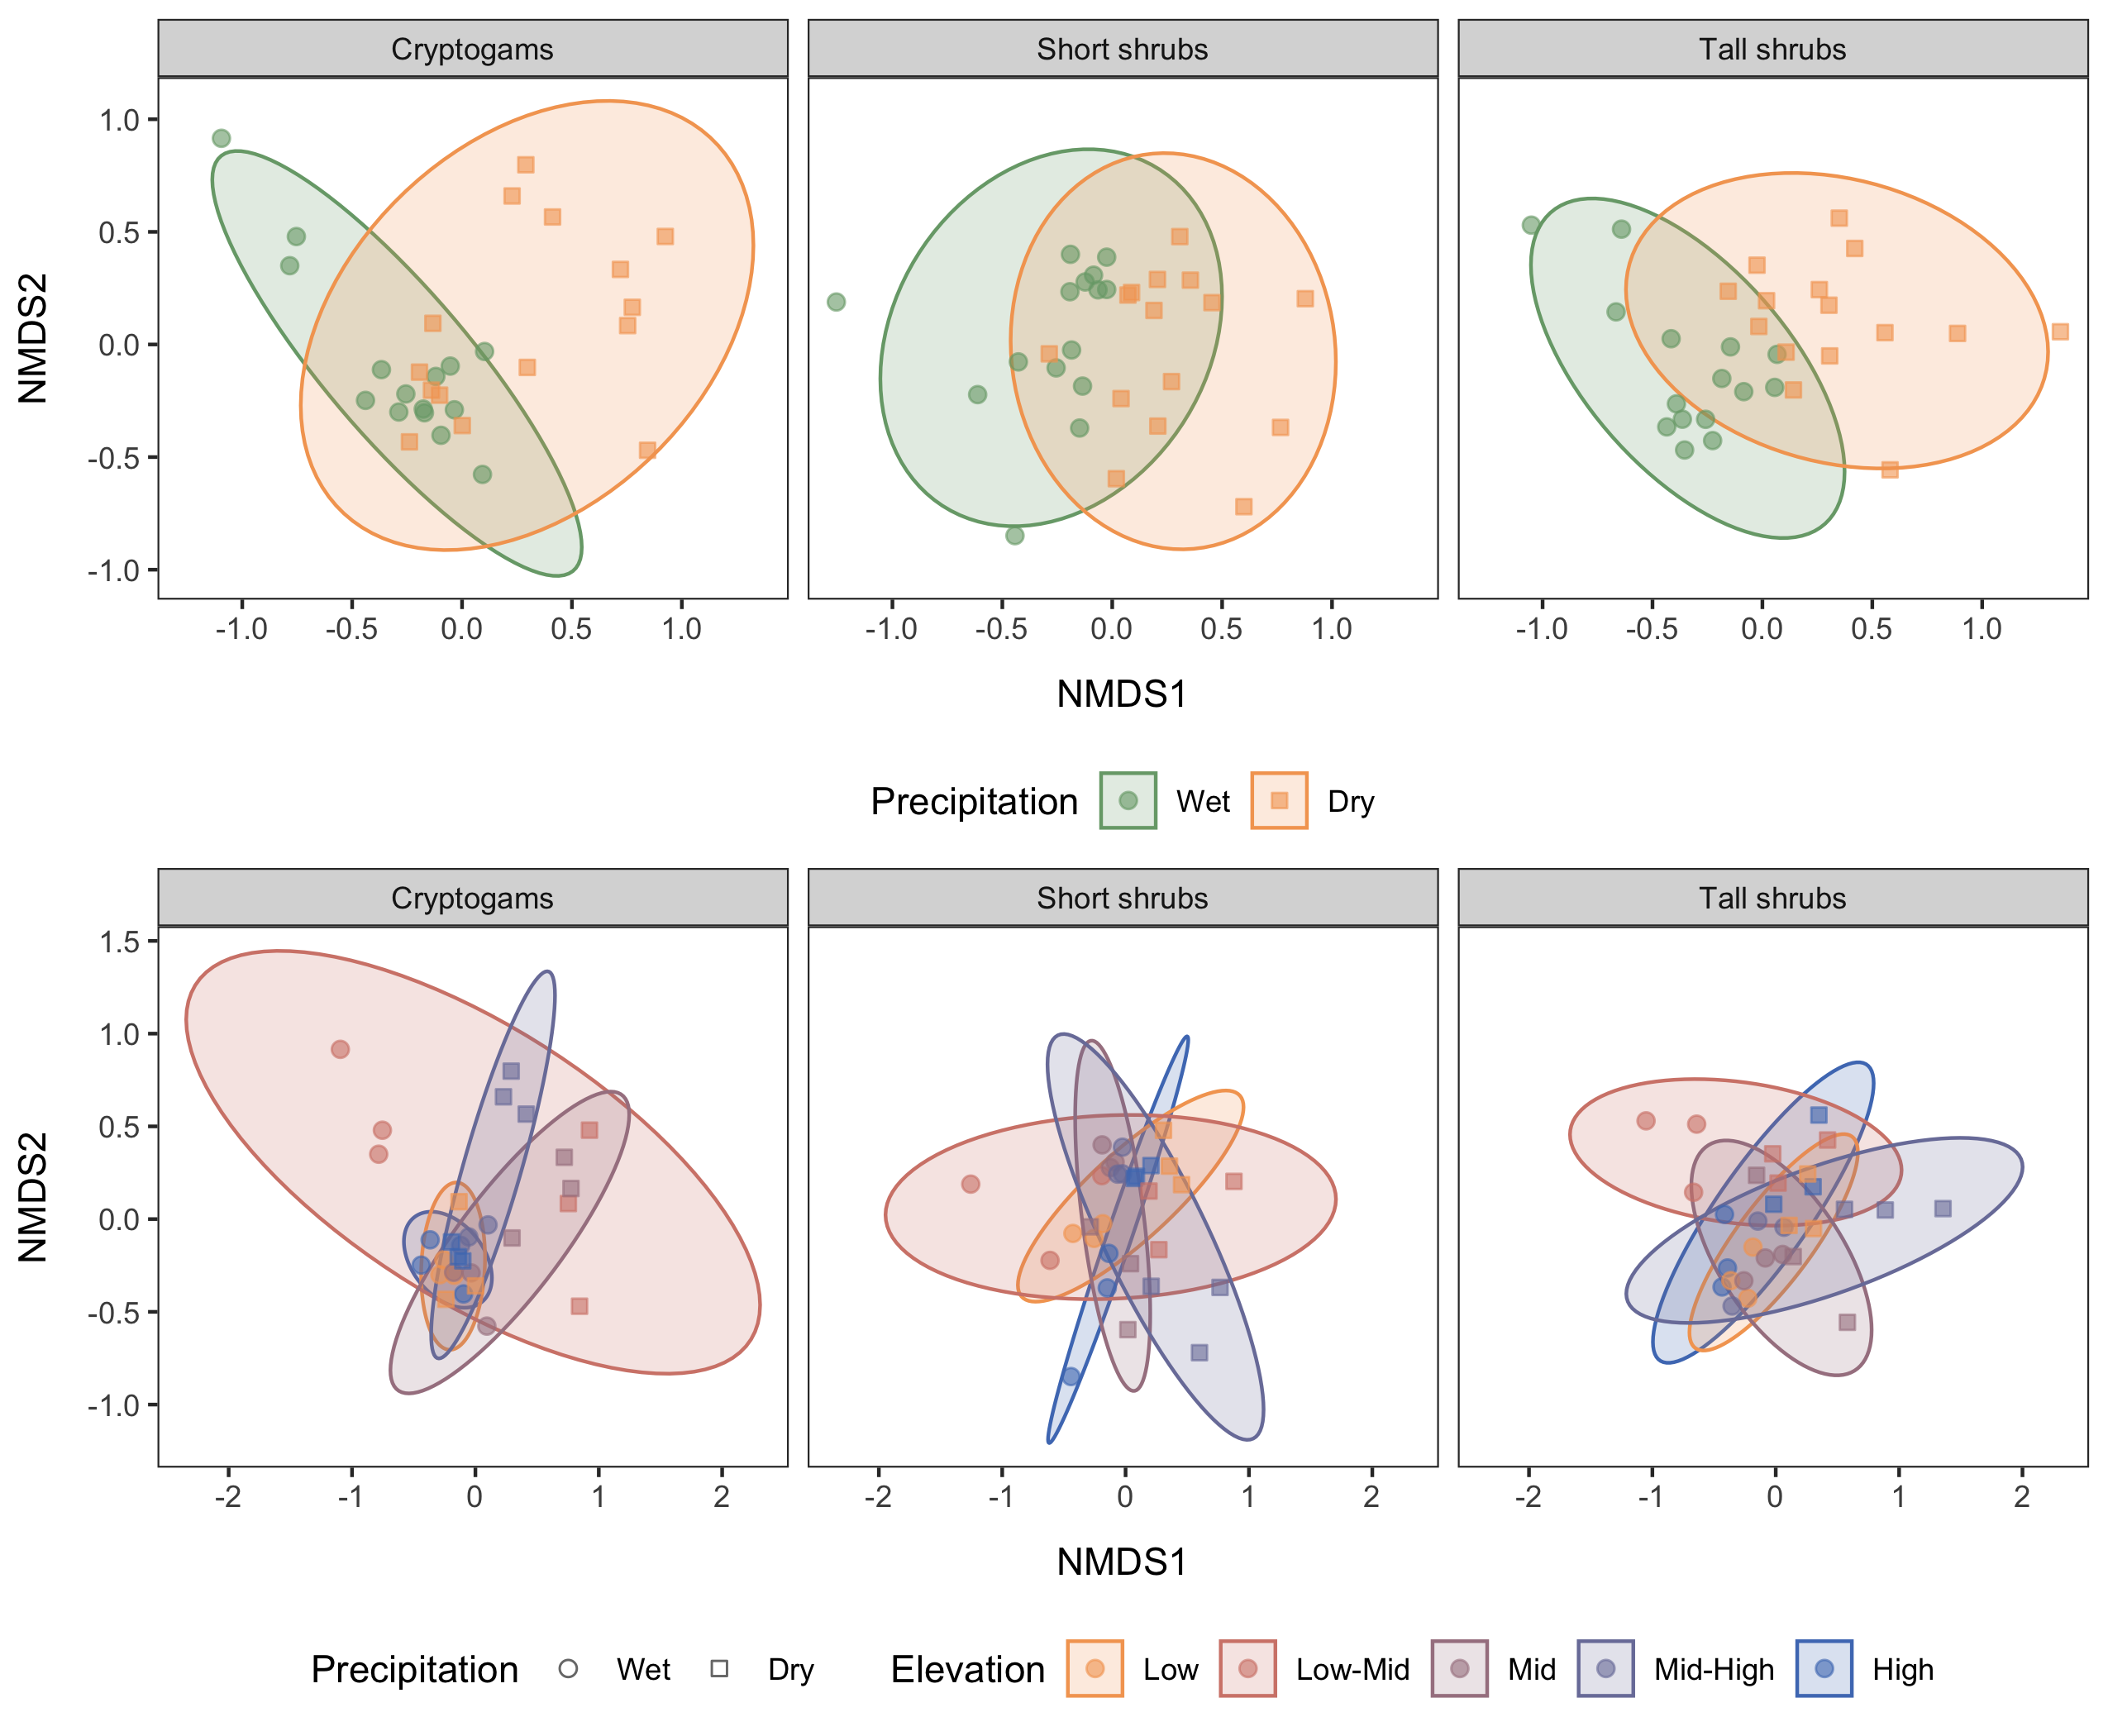 Cryptogams Short shrubs Tall shrubs
1.0
0.5
0.0
-0.5
-1.0
NMDS2
-1.0 -0.5 0.0 0.5 1.0 -1.0 -0.5 0.0 0.5 1.0 -1.0 -0.5 0.0 0.5 1.0
NMDS1
Precipitation Wet Dry
Cryptogams Short shrubs Tall shrubs
1.5
1.0
0.5
0.0
-0.5
-1.0
NMDS2
-2 -1 0 1 2 -2 -1 0 1 2 -2 -1 0 1 2
NMDS1
Precipitation Wet Dry Elevation Low Low-Mid Mid Mid-High High